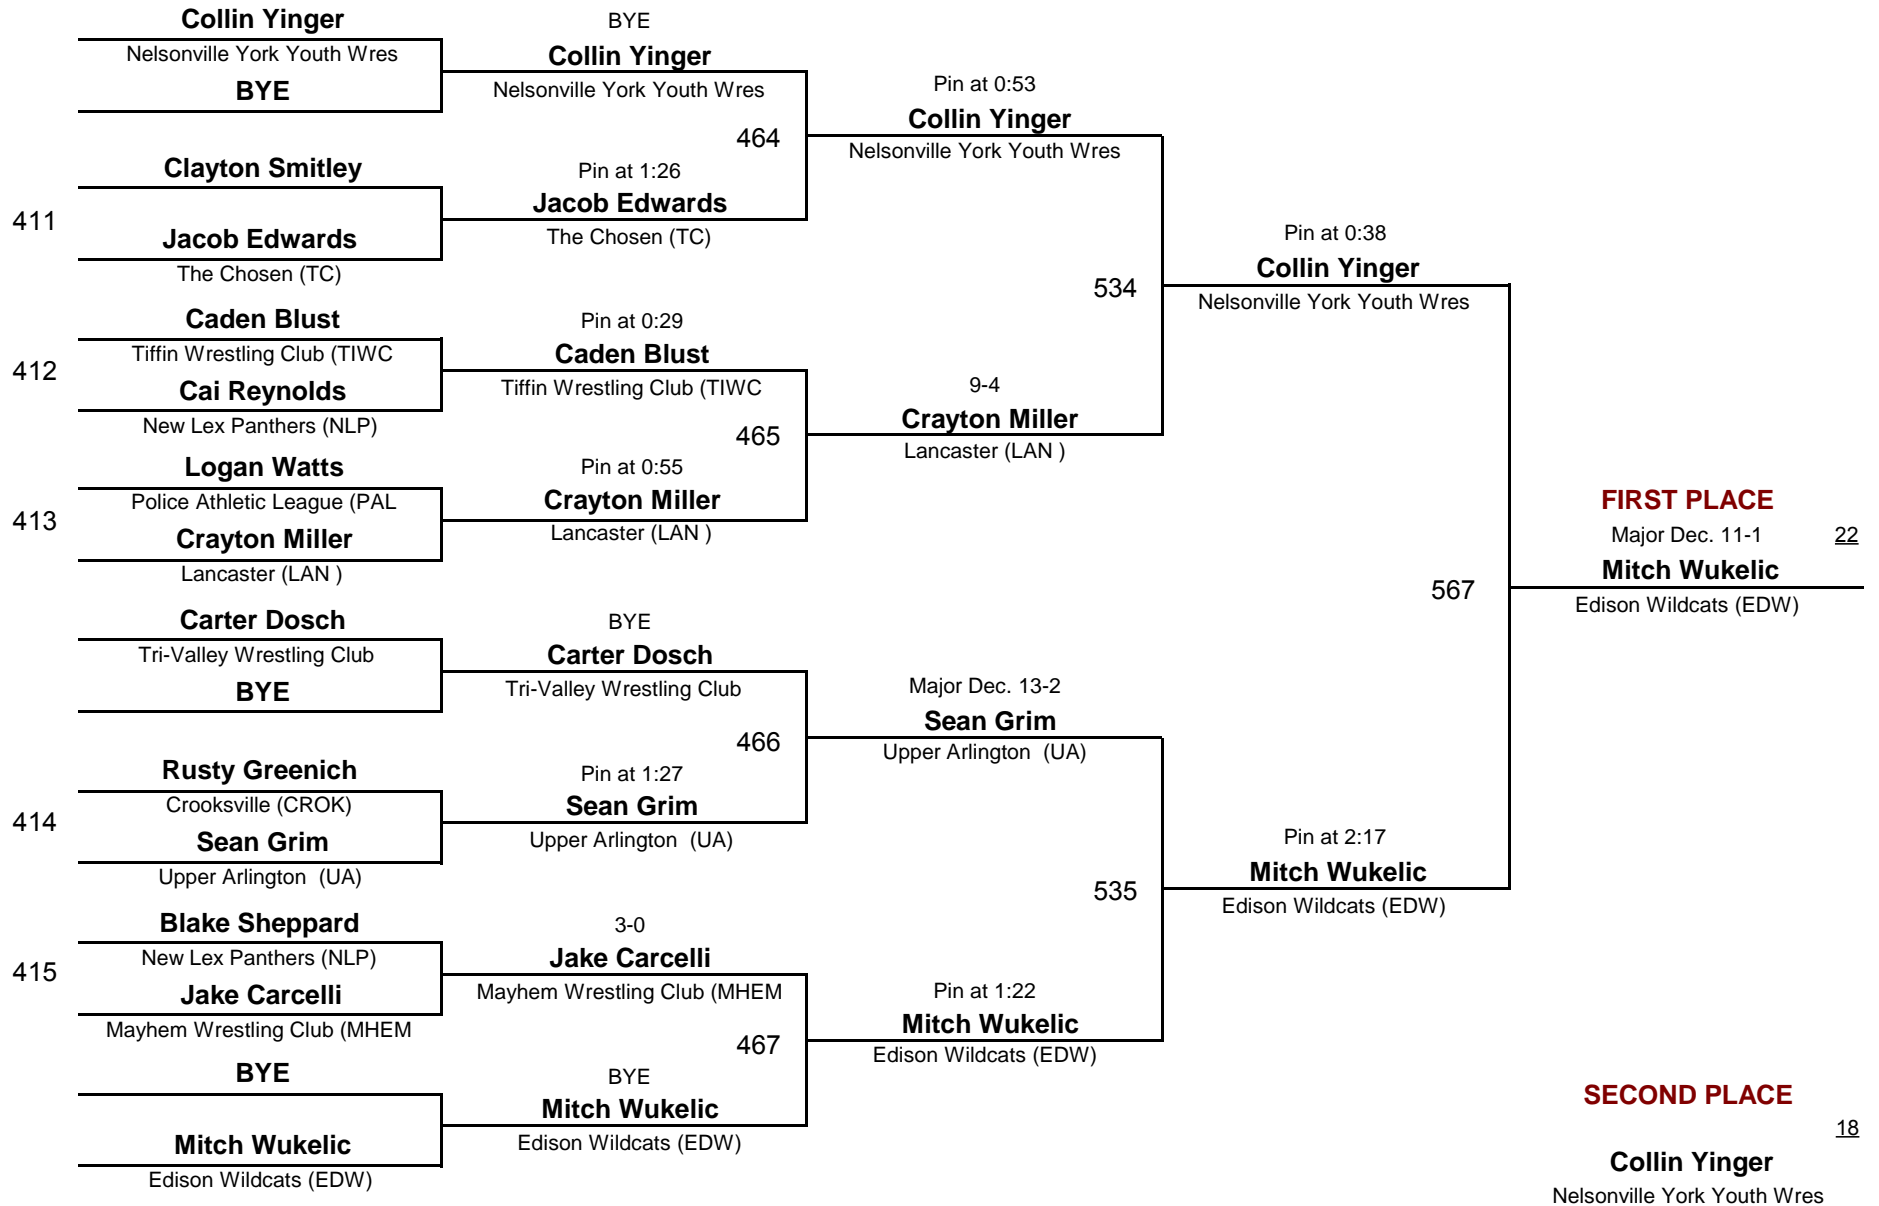 Collin Yinger
Nelsonville York Youth Wres
BYE
Clayton Smitley
411
Jacob Edwards
The Chosen (TC)
Caden Blust
Tiffin Wrestling Club (TIWC
412
Cai Reynolds
New Lex Panthers (NLP)
Logan Watts
Police Athletic League (PAL
413
Crayton Miller
Lancaster (LAN )
Carter Dosch
Tri-Valley Wrestling Club
BYE
Rusty Greenich
Crooksville (CROK)
414
Sean Grim
Upper Arlington  (UA)
Blake Sheppard
New Lex Panthers (NLP)
415
Jake Carcelli
Mayhem Wrestling Club (MHEM
BYE
Mitch Wukelic
Edison Wildcats (EDW)
BYE
Collin Yinger
Nelsonville York Youth Wres
464
Pin at 1:26
Jacob Edwards
The Chosen (TC)
Pin at 0:29
Caden Blust
Tiffin Wrestling Club (TIWC
465
Pin at 0:55
Crayton Miller
Lancaster (LAN )
BYE
Carter Dosch
Tri-Valley Wrestling Club
466
Pin at 1:27
Sean Grim
Upper Arlington  (UA)
3-0
Jake Carcelli
Mayhem Wrestling Club (MHEM
467
BYE
Mitch Wukelic
Edison Wildcats (EDW)
Pin at 0:53
Collin Yinger
Nelsonville York Youth Wres
534
9-4
Crayton Miller
Lancaster (LAN )
Major Dec. 13-2
Sean Grim
Upper Arlington  (UA)
535
Pin at 1:22
Mitch Wukelic
Edison Wildcats (EDW)
Pin at 0:38
Collin Yinger
Nelsonville York Youth Wres
567
Pin at 2:17
Mitch Wukelic
Edison Wildcats (EDW)
FIRST PLACE
Major Dec. 11-1 22
Mitch Wukelic
Edison Wildcats (EDW)
SECOND PLACE
18
Collin Yinger
Nelsonville York Youth Wres